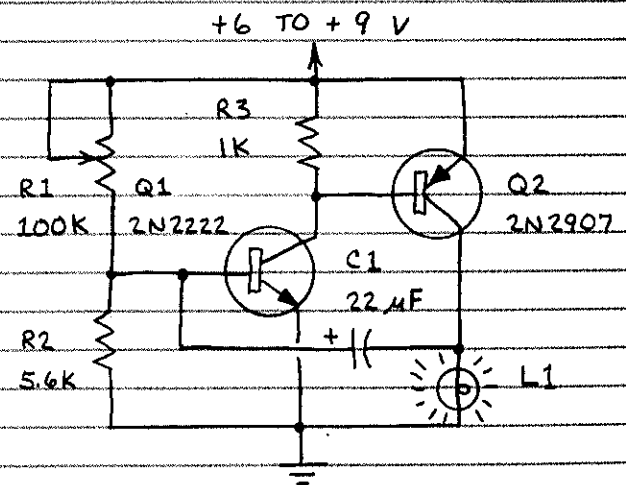 +6 TO +9 V
R3
1K
R1
100K
Q1
2N2222
Q2
2N2907
C1
22 µF
+
R2
5.6K
L1